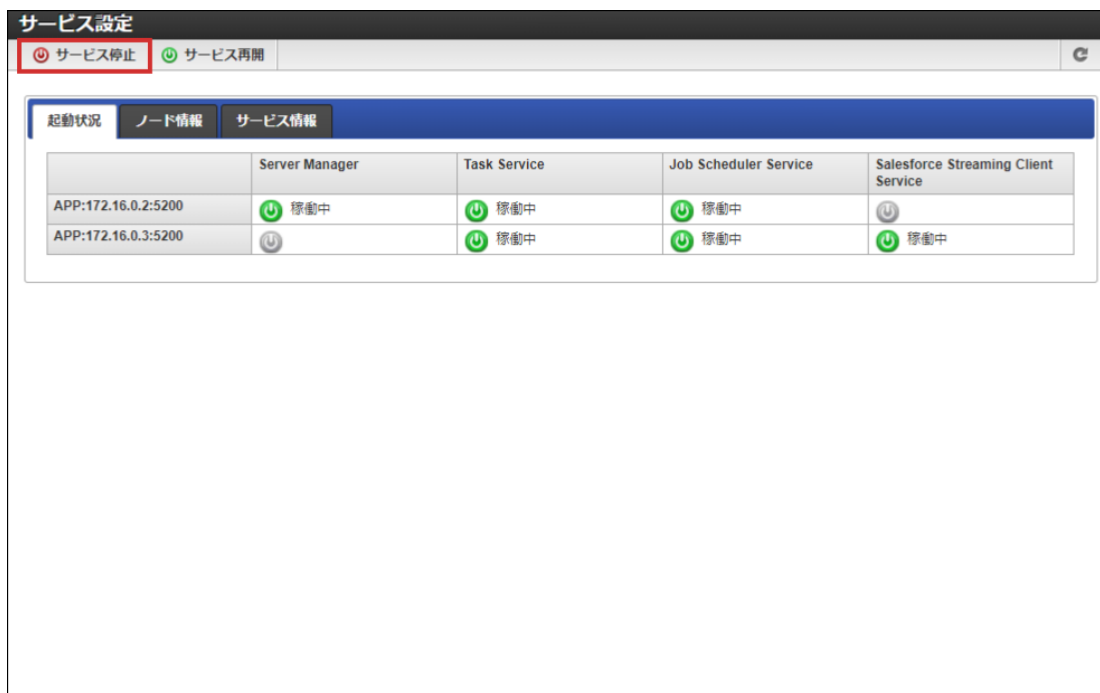 サービス設定
サービス停止 サービス再開
起動状況 ノード情報 サービス情報
Server Manager Task Service Job Scheduler Service Salesforce Streaming Client Service
APP:172.16.0.2:5200 稼働中 稼働中 稼働中
APP:172.16.0.3:5200 稼働中 稼働中 稼働中